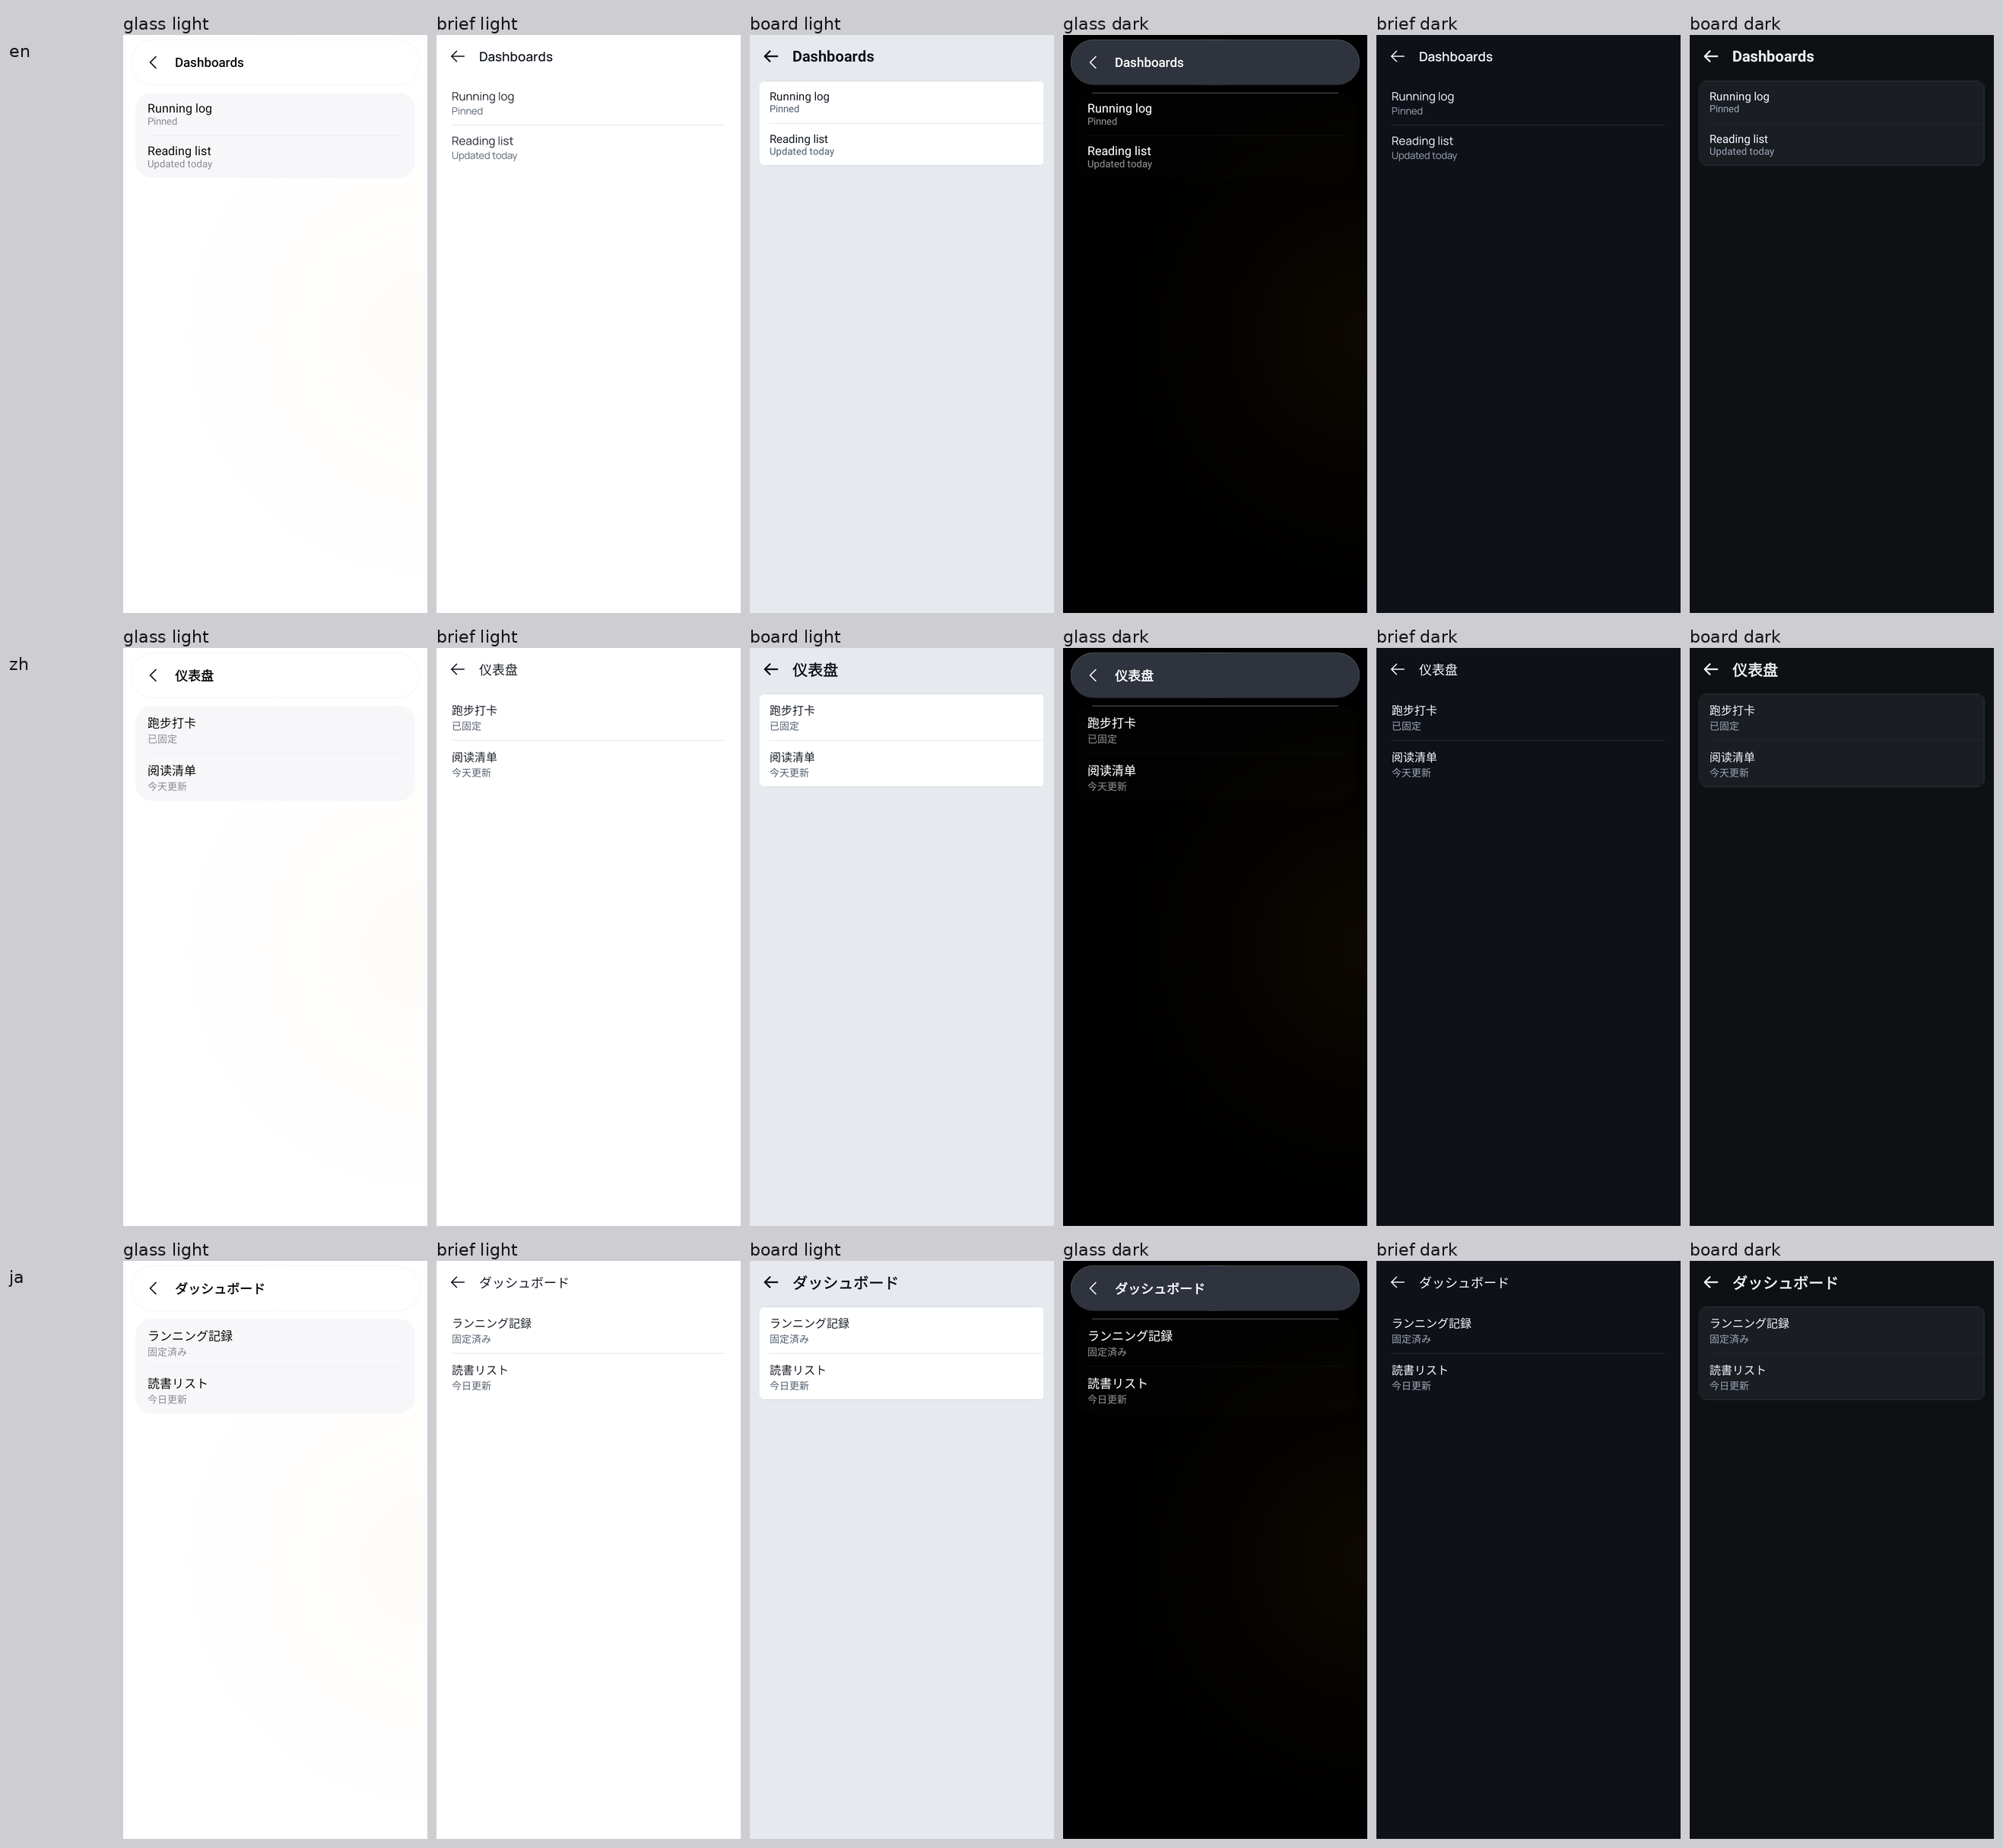 glass light
brief light
board light
glass dark
brief dark
board dark
en
Dashboards
Running log
Pinned
Reading list
Updated today
Dashboards
Running log
Pinned
Reading list
Updated today
Dashboards
Running log
Pinned
Reading list
Updated today
Dashboards
Running log
Pinned
Reading list
Updated today
Dashboards
Running log
Pinned
Reading list
Updated today
Dashboards
Running log
Pinned
Reading list
Updated today
glass light
brief light
board light
glass dark
brief dark
board dark
zh
仪表盘
跑步打卡
已固定
阅读清单
今天更新
仪表盘
跑步打卡
已固定
阅读清单
今天更新
仪表盘
跑步打卡
已固定
阅读清单
今天更新
仪表盘
跑步打卡
已固定
阅读清单
今天更新
仪表盘
跑步打卡
已固定
阅读清单
今天更新
仪表盘
跑步打卡
已固定
阅读清单
今天更新
glass light
brief light
board light
glass dark
brief dark
board dark
ja
ダッシュボード
ランニング記録
固定済み
読書リスト
今日更新
ダッシュボード
ランニング記録
固定済み
読書リスト
今日更新
ダッシュボード
ランニング記録
固定済み
読書リスト
今日更新
ダッシュボード
ランニング記録
固定済み
読書リスト
今日更新
ダッシュボード
ランニング記録
固定済み
読書リスト
今日更新
ダッシュボード
ランニング記録
固定済み
読書リスト
今日更新